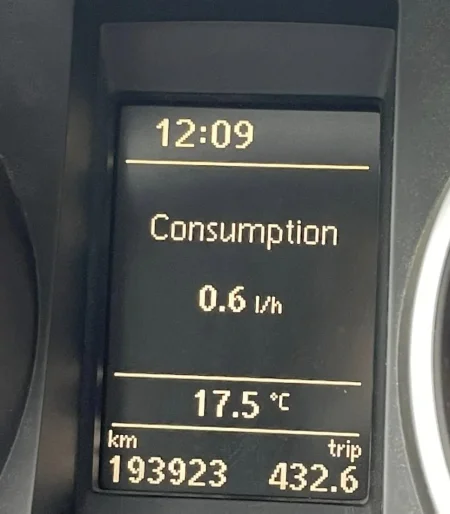 12:09
Consumption
0.6 l/h
17.5 °C
km trip
193923 432.6